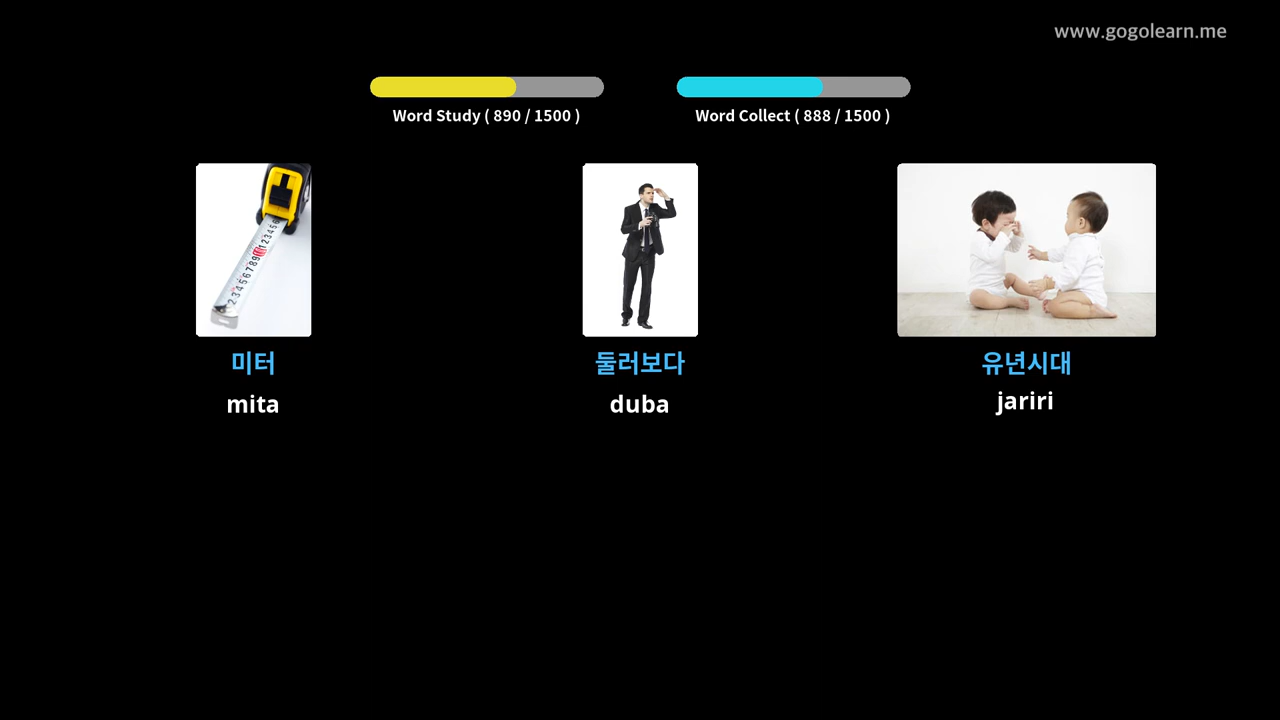 www.gogolearn.me
Word Study ( 890 / 1500 )
Word Collect ( 888 / 1500 )
미터
둘러보다
유년시대
mita
duba
jariri